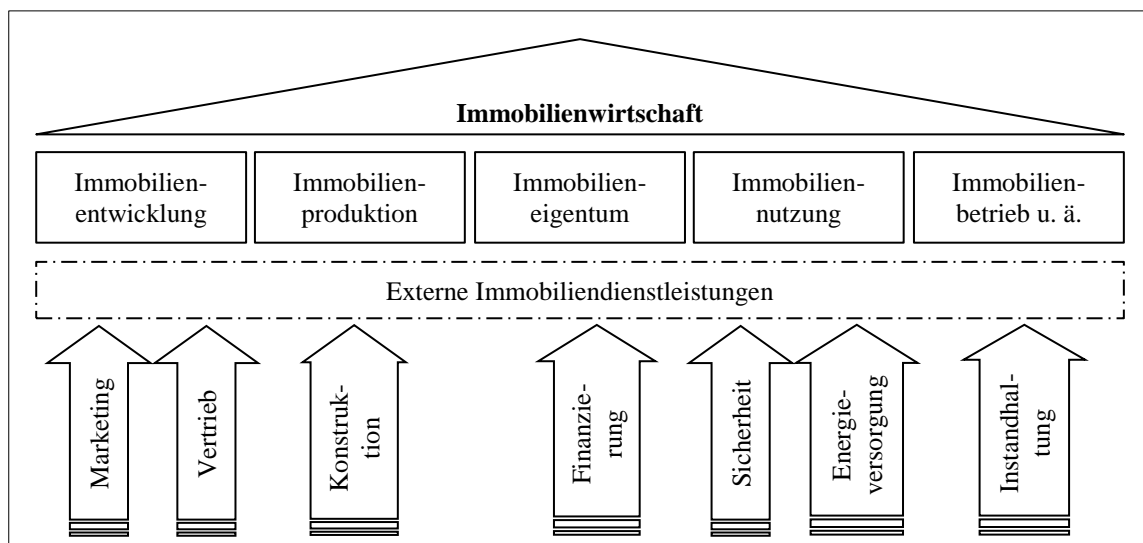 Immobilienwirtschaft
Immobilien-
entwicklung
Immobilien-
produktion
Immobilien-
eigentum
Immobilien-
nutzung
Immobilien-
betrieb u. ä.
Externe Immobiliendienstleistungen
Marketing
Vertrieb
Konstruk-
tion
Finanzie-
rung
Sicherheit
Energie-
versorgung
Instandhal-
tung